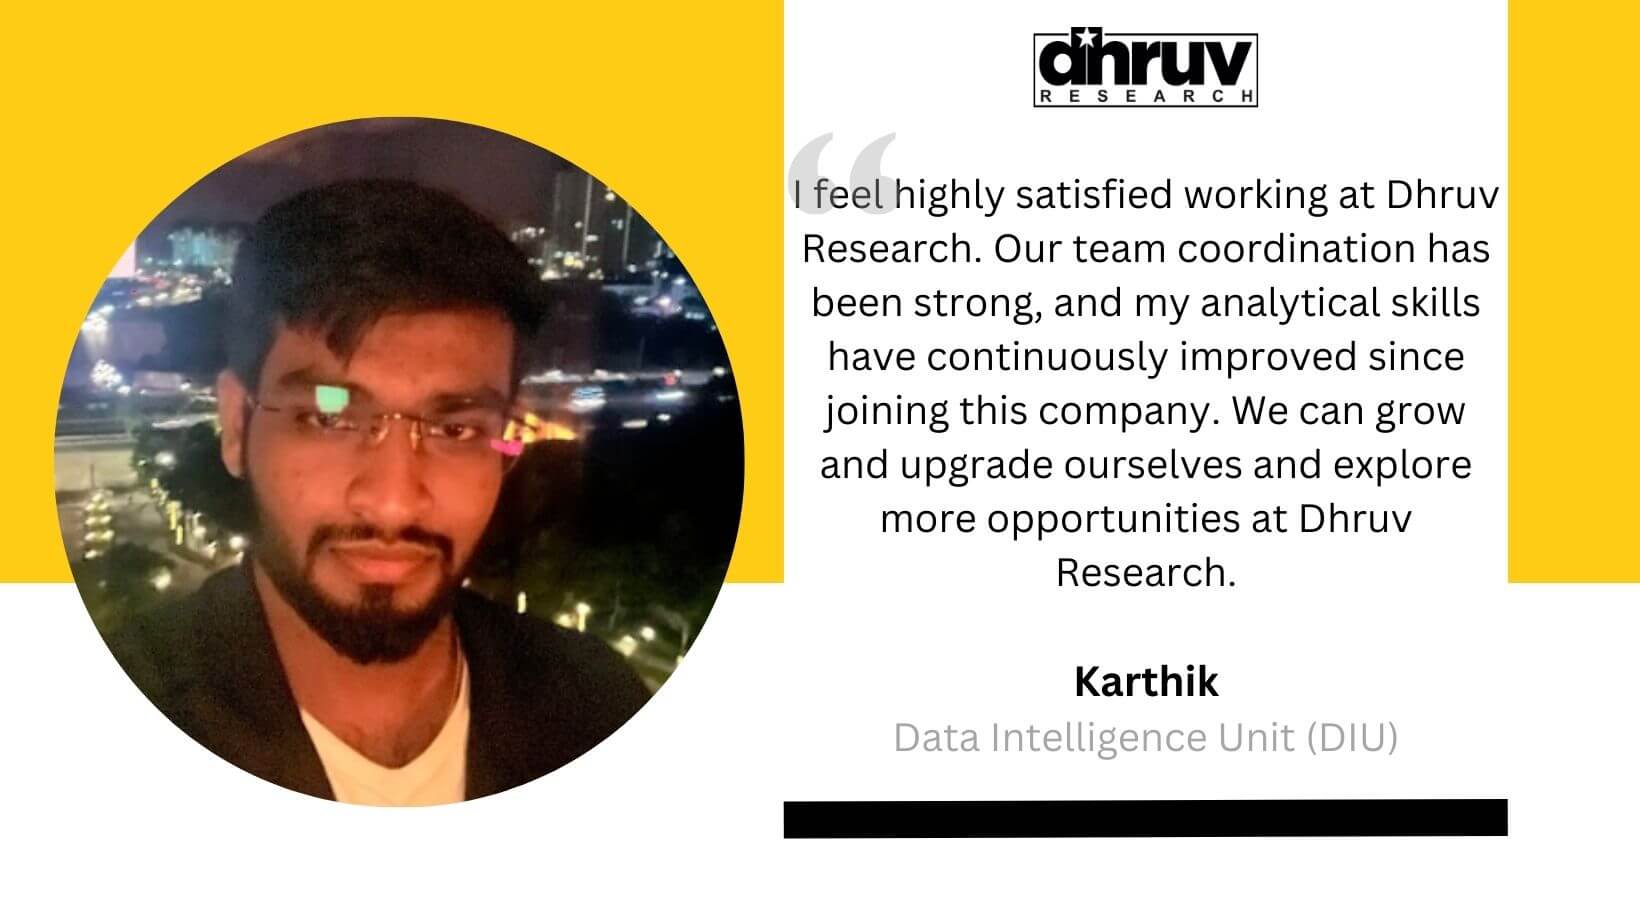 dhruv
RESEARCH
“
I feel highly satisfied working at Dhruv
Research. Our team coordination has
been strong, and my analytical skills
have continuously improved since
joining this company. We can grow
and upgrade ourselves and explore
more opportunities at Dhruv
Research.
Karthik
Data Intelligence Unit (DIU)